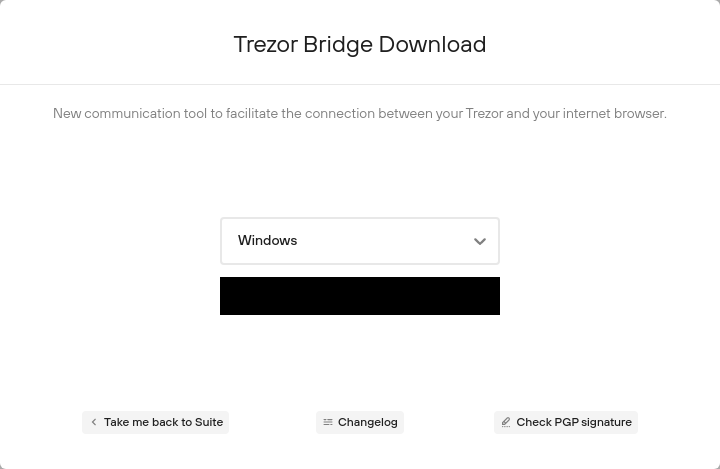 Trezor Bridge Download
New communication tool to facilitate the connection between your Trezor and your internet browser.
Windows
Take me back to Suite
Changelog
Check PGP signature